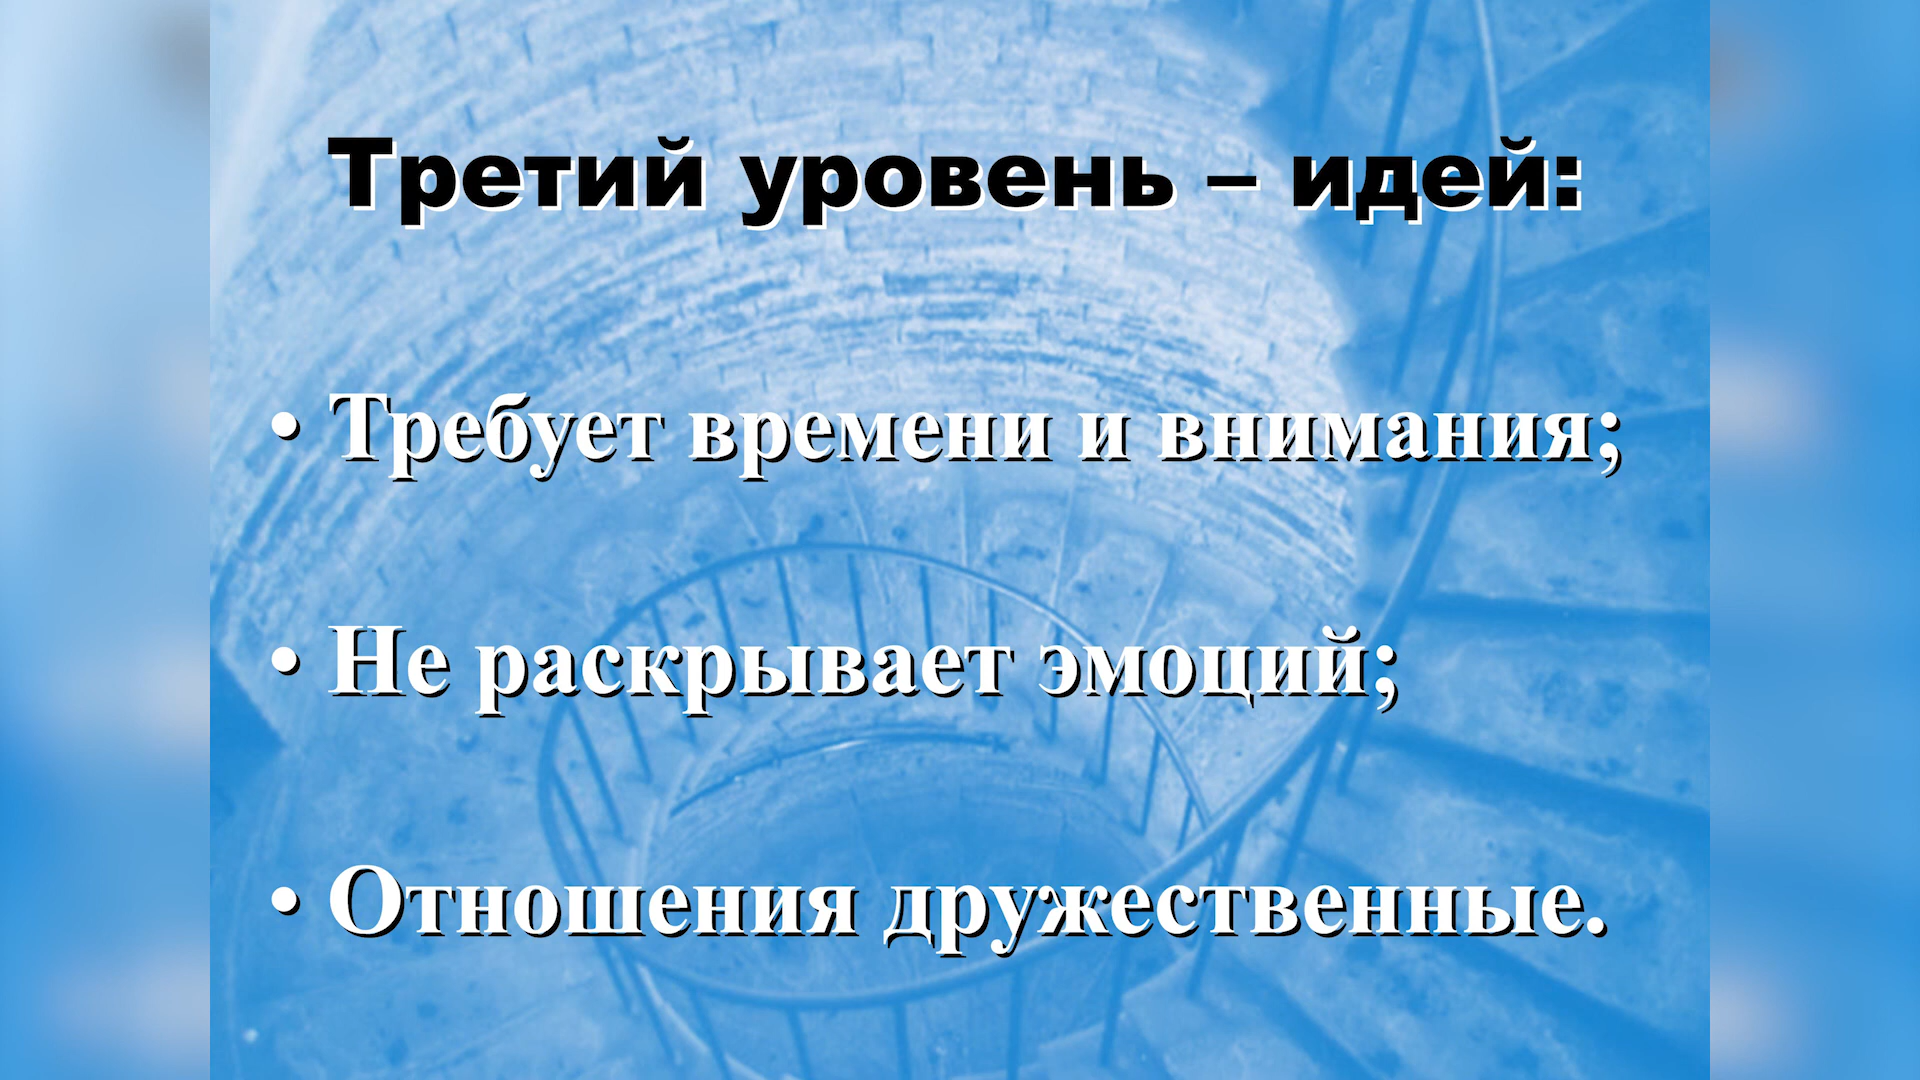 Третий уровень – идей:
• Требует времени и внимания;
• Не раскрывает эмоций;
• Отношения дружественные.